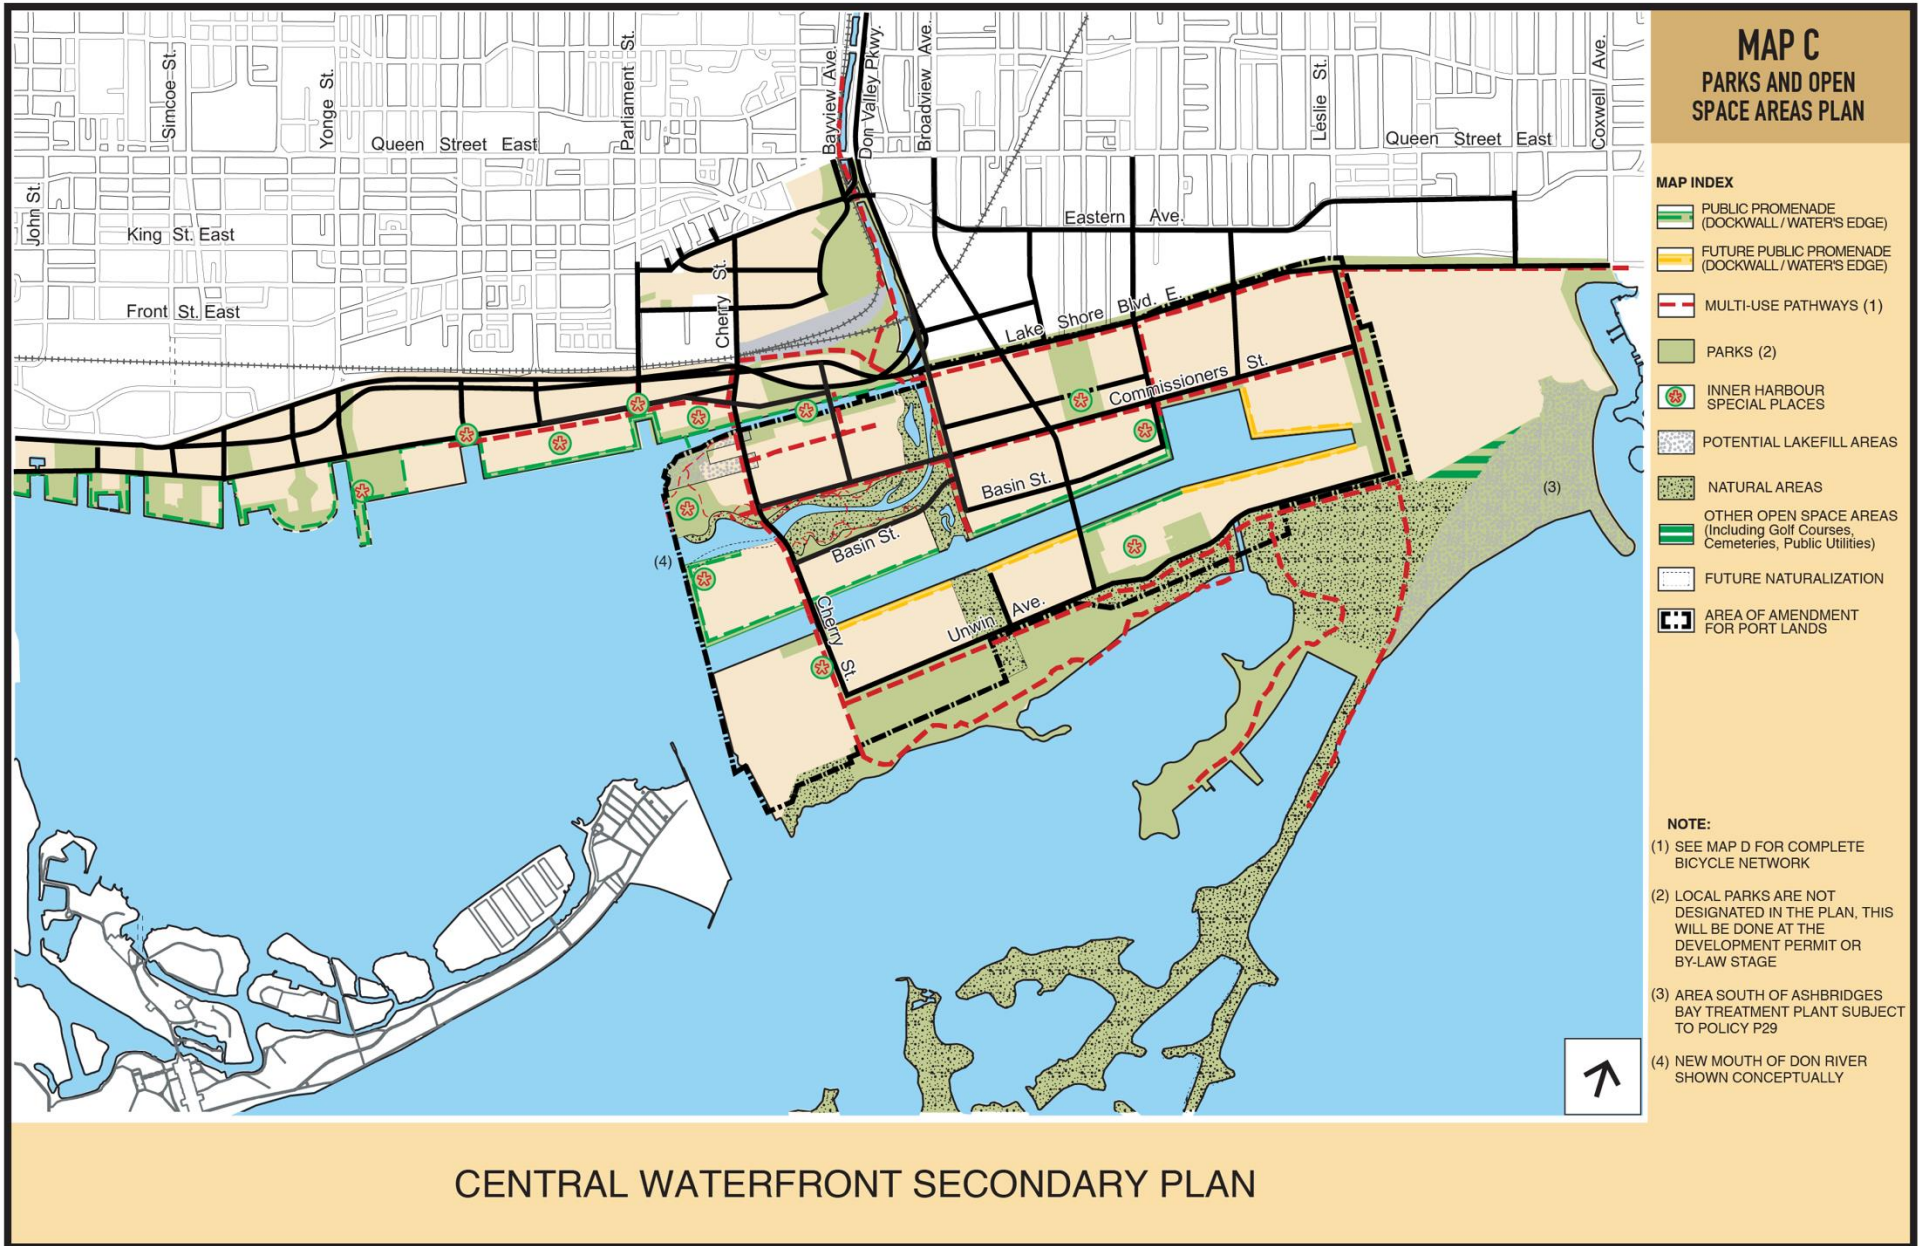 MAP C
PARKS AND OPEN
SPACE AREAS PLAN
MAP INDEX
PUBLIC PROMENADE
(DOCKWALL / WATER'S EDGE)
FUTURE PUBLIC PROMENADE
(DOCKWALL / WATER'S EDGE)
MULTI-USE PATHWAYS (1)
PARKS (2)
INNER HARBOUR
SPECIAL PLACES
POTENTIAL LAKEFILL AREAS
NATURAL AREAS
OTHER OPEN SPACE AREAS
(Including Golf Courses,
Cemeteries, Public Utilities)
FUTURE NATURALIZATION
AREA OF AMENDMENT
FOR PORT LANDS
NOTE:
(1) SEE MAP D FOR COMPLETE
BICYCLE NETWORK
(2) LOCAL PARKS ARE NOT
DESIGNATED IN THE PLAN, THIS
WILL BE DONE AT THE
DEVELOPMENT PERMIT OR
BY-LAW STAGE
(3) AREA SOUTH OF ASHBRIDGES
BAY TREATMENT PLANT SUBJECT
TO POLICY P29
(4) NEW MOUTH OF DON RIVER
SHOWN CONCEPTUALLY
John St.
Simcoe St.
Yonge St.
Parliament St.
Bayview Ave.
Don Valley Pkwy.
Broadview Ave.
Leslie St.
Coxwell Ave.
Queen Street East
Queen Street East
King St. East
Eastern Ave.
Front St. East
Cherry St.
Lake Shore Blvd. E.
Commissioners St.
Basin St.
Basin St.
(3)
(4)
Cherry St.
Unwin Ave.
CENTRAL WATERFRONT SECONDARY PLAN